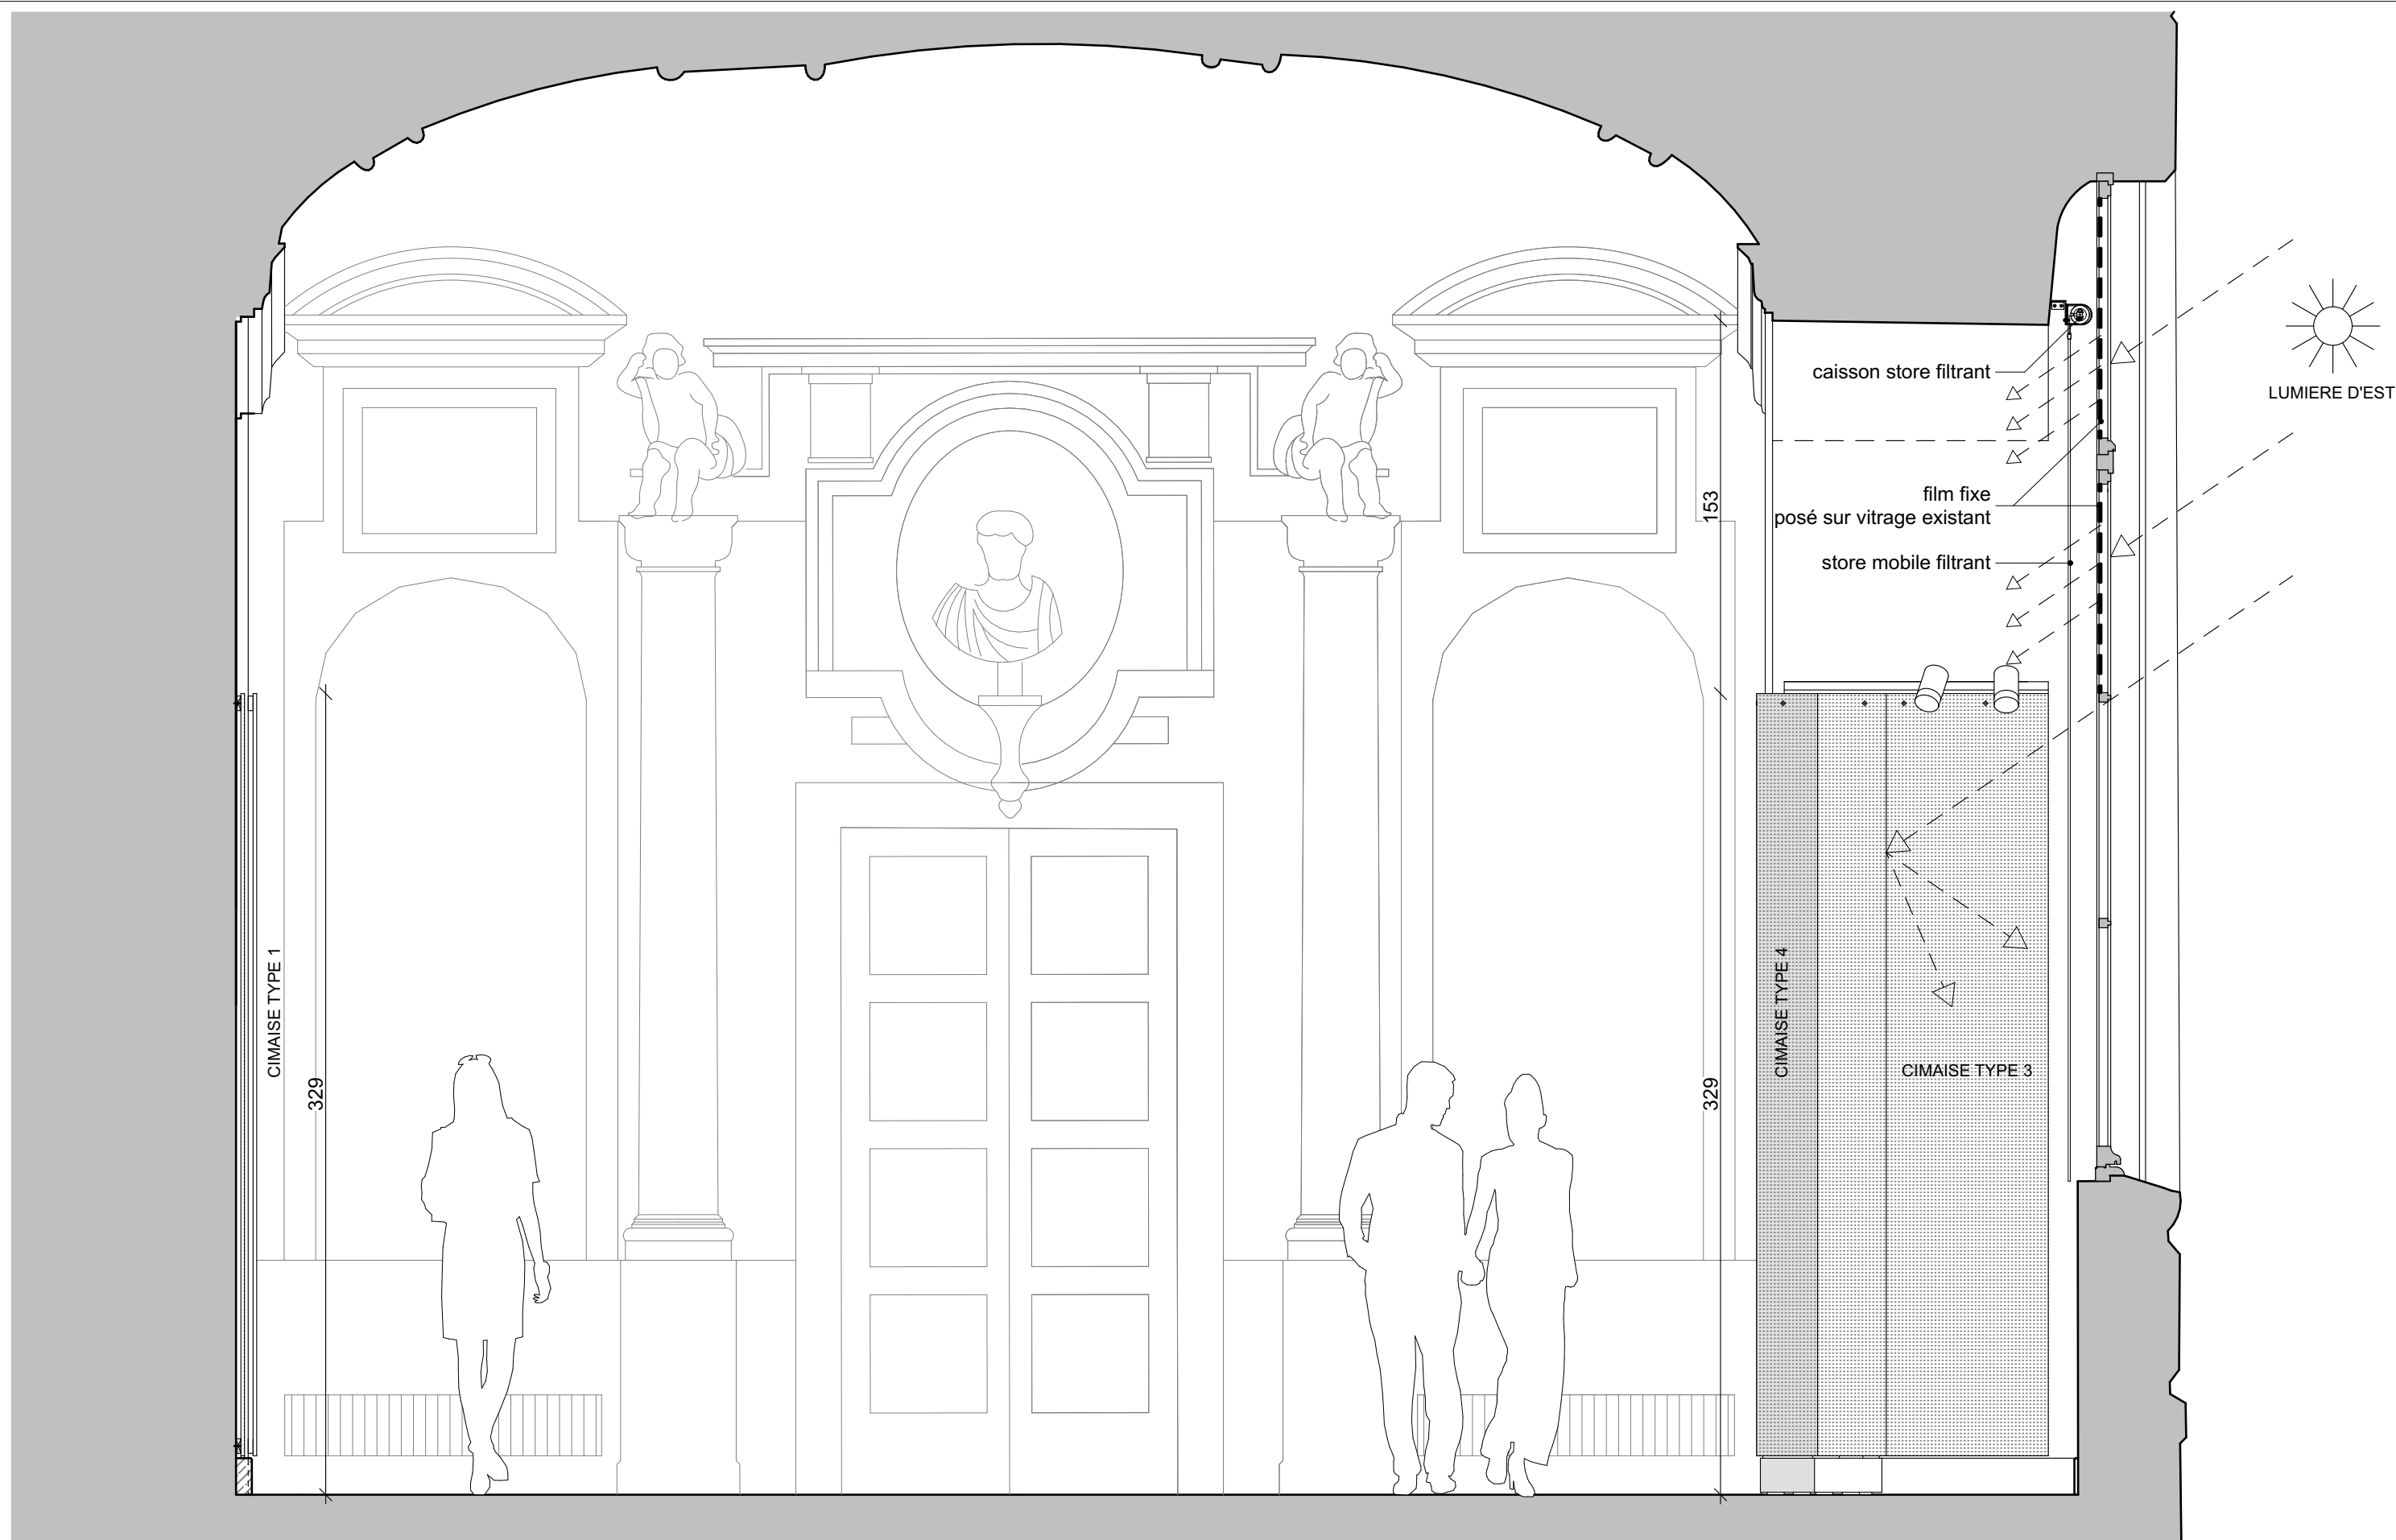 caisson store filtrant
LUMIERE D'EST
film fixe
posé sur vitrage existant
153
store mobile filtrant
CIMAISE TYPE 1
329
329
CIMAISE TYPE 4
CIMAISE TYPE 3